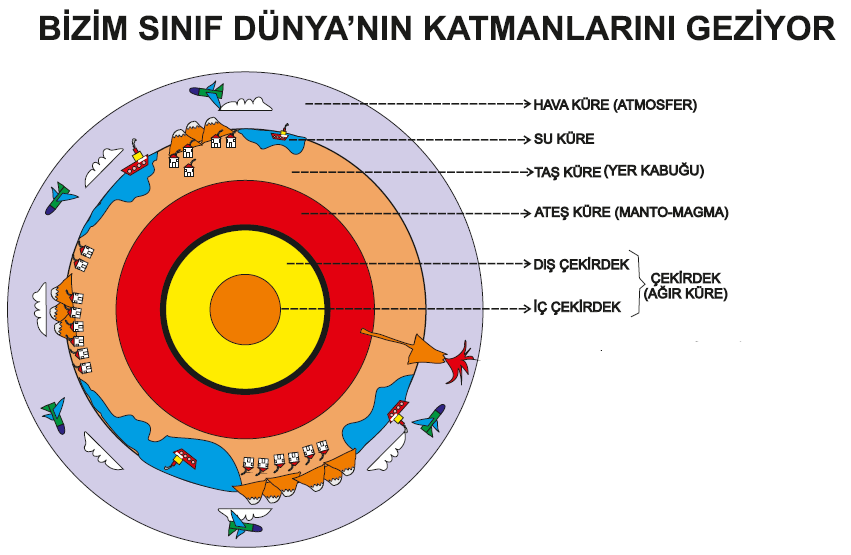 BİZİM SINIF DÜNYA'NIN KATMANLARINI GEZİYOR
HAVA KÜRE (ATMOSFER)
SU KÜRE
TAŞ KÜRE (YER KABUĞU)
ATEŞ KÜRE (MANTO-MAGMA)
DIŞ ÇEKİRDEK
İÇ ÇEKİRDEK
ÇEKİRDEK
(AĞIR KÜRE)